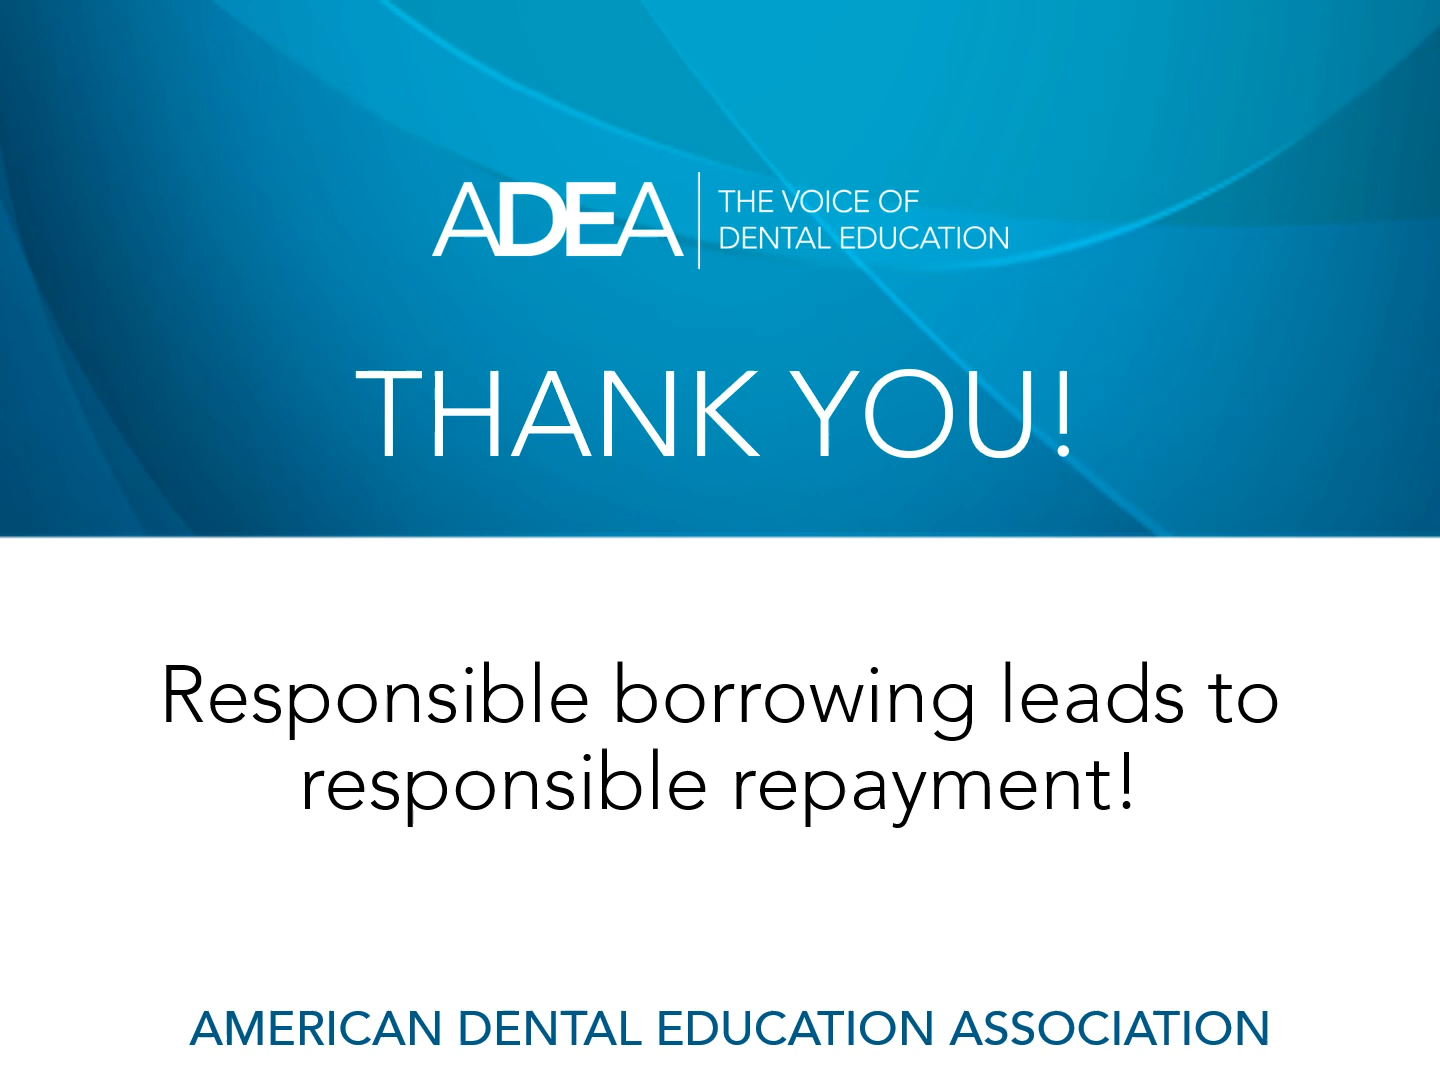 ADEA
THE VOICE OF
DENTAL EDUCATION
THANK YOU!
Responsible borrowing leads to
responsible repayment!
AMERICAN DENTAL EDUCATION ASSOCIATION